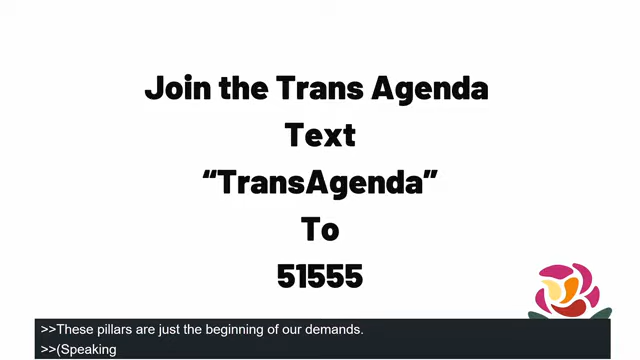 Join the Trans Agenda
Text
“TransAgenda”
To
51555
>>These pillars are just the beginning of our demands.
>>(Speaking